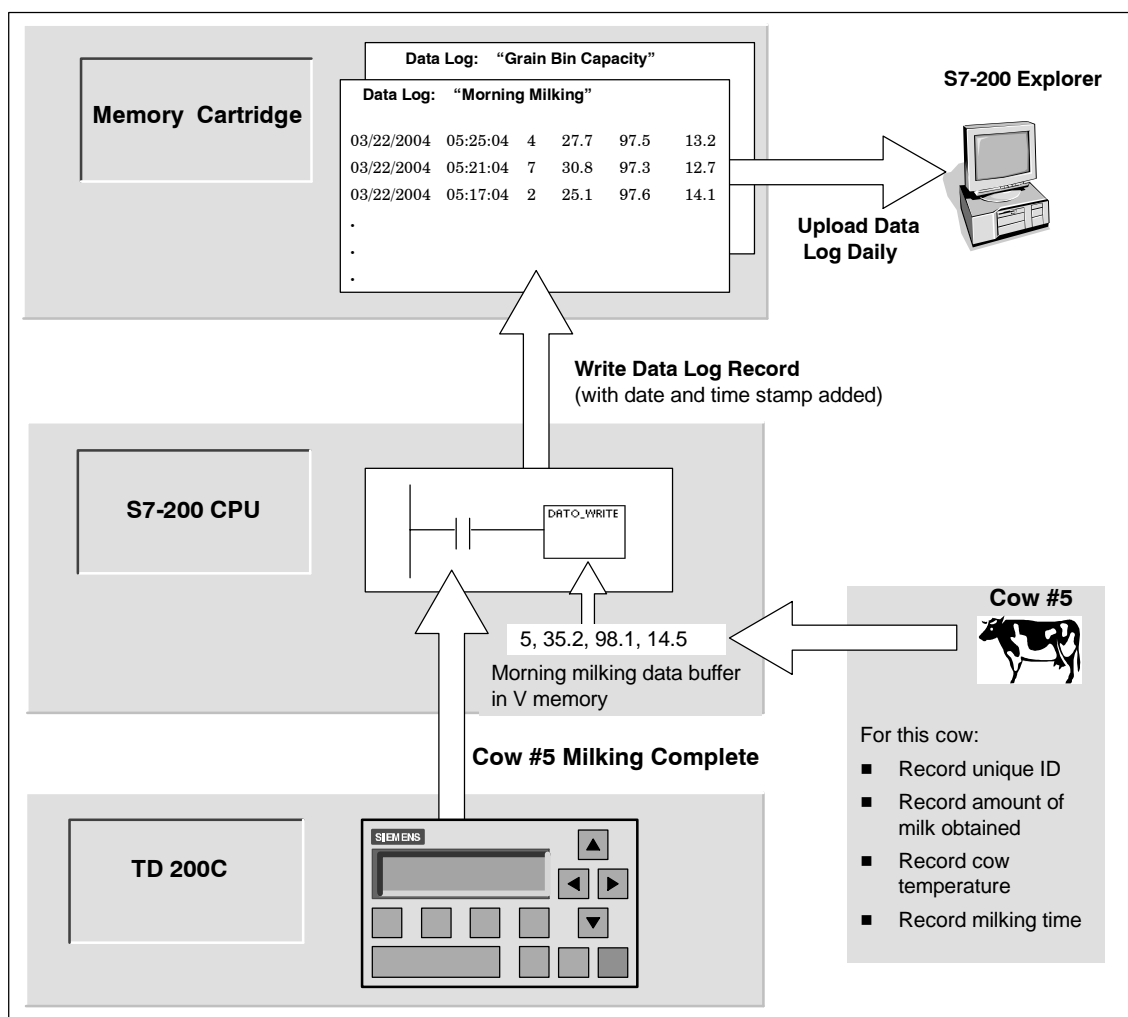 Data Log: “Grain Bin Capacity”
Memory Cartridge
Data Log: “Morning Milking”
03/22/2004 05:25:04 4 27.7 97.5 13.2
03/22/2004 05:21:04 7 30.8 97.3 12.7
03/22/2004 05:17:04 2 25.1 97.6 14.1
.
.
.
S7-200 Explorer
Upload Data
Log Daily
Write Data Log Record
(with date and time stamp added)
S7-200 CPU
DATO_WRITE
5, 35.2, 98.1, 14.5
Morning milking data buffer
in V memory
Cow #5
For this cow:
■ Record unique ID
■ Record amount of
milk obtained
■ Record cow
temperature
■ Record milking time
Cow #5 Milking Complete
TD 200C
SIEMENS